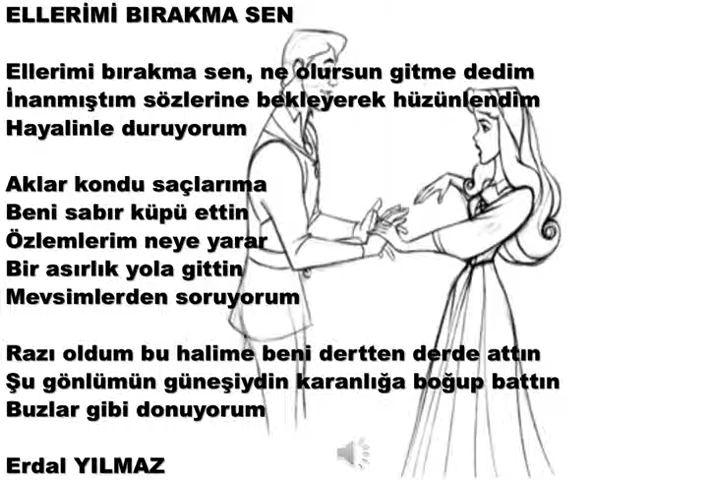 ELLERİMİ BIRAKMA SEN
Ellerimi bırakma sen, ne olursun gitme dedim
İnanmıştım sözlerine bekleyerek hüzünlendim
Hayalinle duruyorum
Aklar kondu saçlarıma
Beni sabır küpü ettin
Özlemlerim neye yarar
Bir asırlık yola gittin
Mevsimlerden soruyorum
Razı oldum bu halime beni dertten derde attın
Şu gönlümün güneşiydin karanlığa boğup battın
Buzlar gibi donuyorum
Erdal YILMAZ